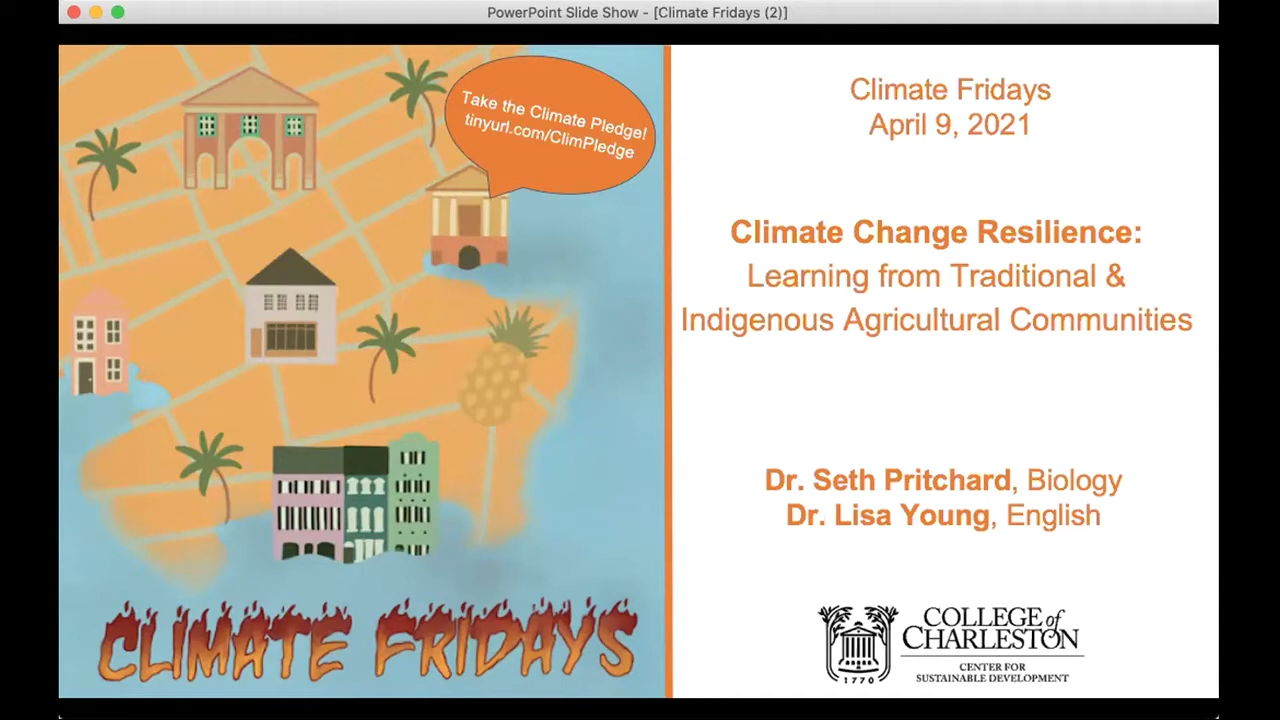 PowerPoint Slide Show - [Climate Fridays (2)]
Take the Climate Pledge!
tinyurl.com/ClimPledge
CLIMATE FRIDAYS
Climate Fridays
April 9, 2021
Climate Change Resilience:
Learning from Traditional &
Indigenous Agricultural Communities
Dr. Seth Pritchard, Biology
Dr. Lisa Young, English
1770
COLLEGE of
CHARLESTON
CENTER FOR
SUSTAINABLE DEVELOPMENT